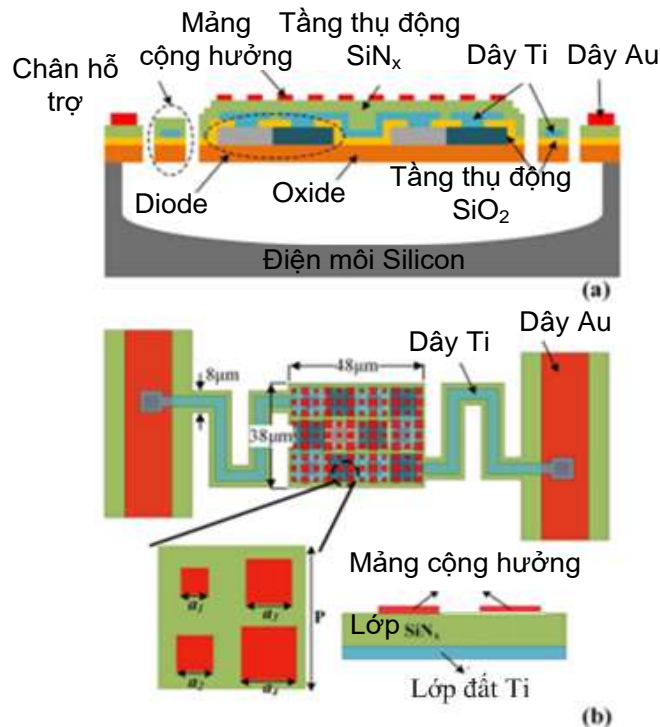 Mảng cộng hưởng
Tầng thụ động SiNₓ
Dây Ti
Dây Au
Chân hỗ trợ
Diode
Oxide
Tầng thụ động SiO₂
Điện môi Silicon
(a)
Dây Ti
Dây Au
48μm
8μm
38μm
Mảng cộng hưởng
a₁
P
Lớp SiNₓ
a₂
Lớp đất Ti
(b)